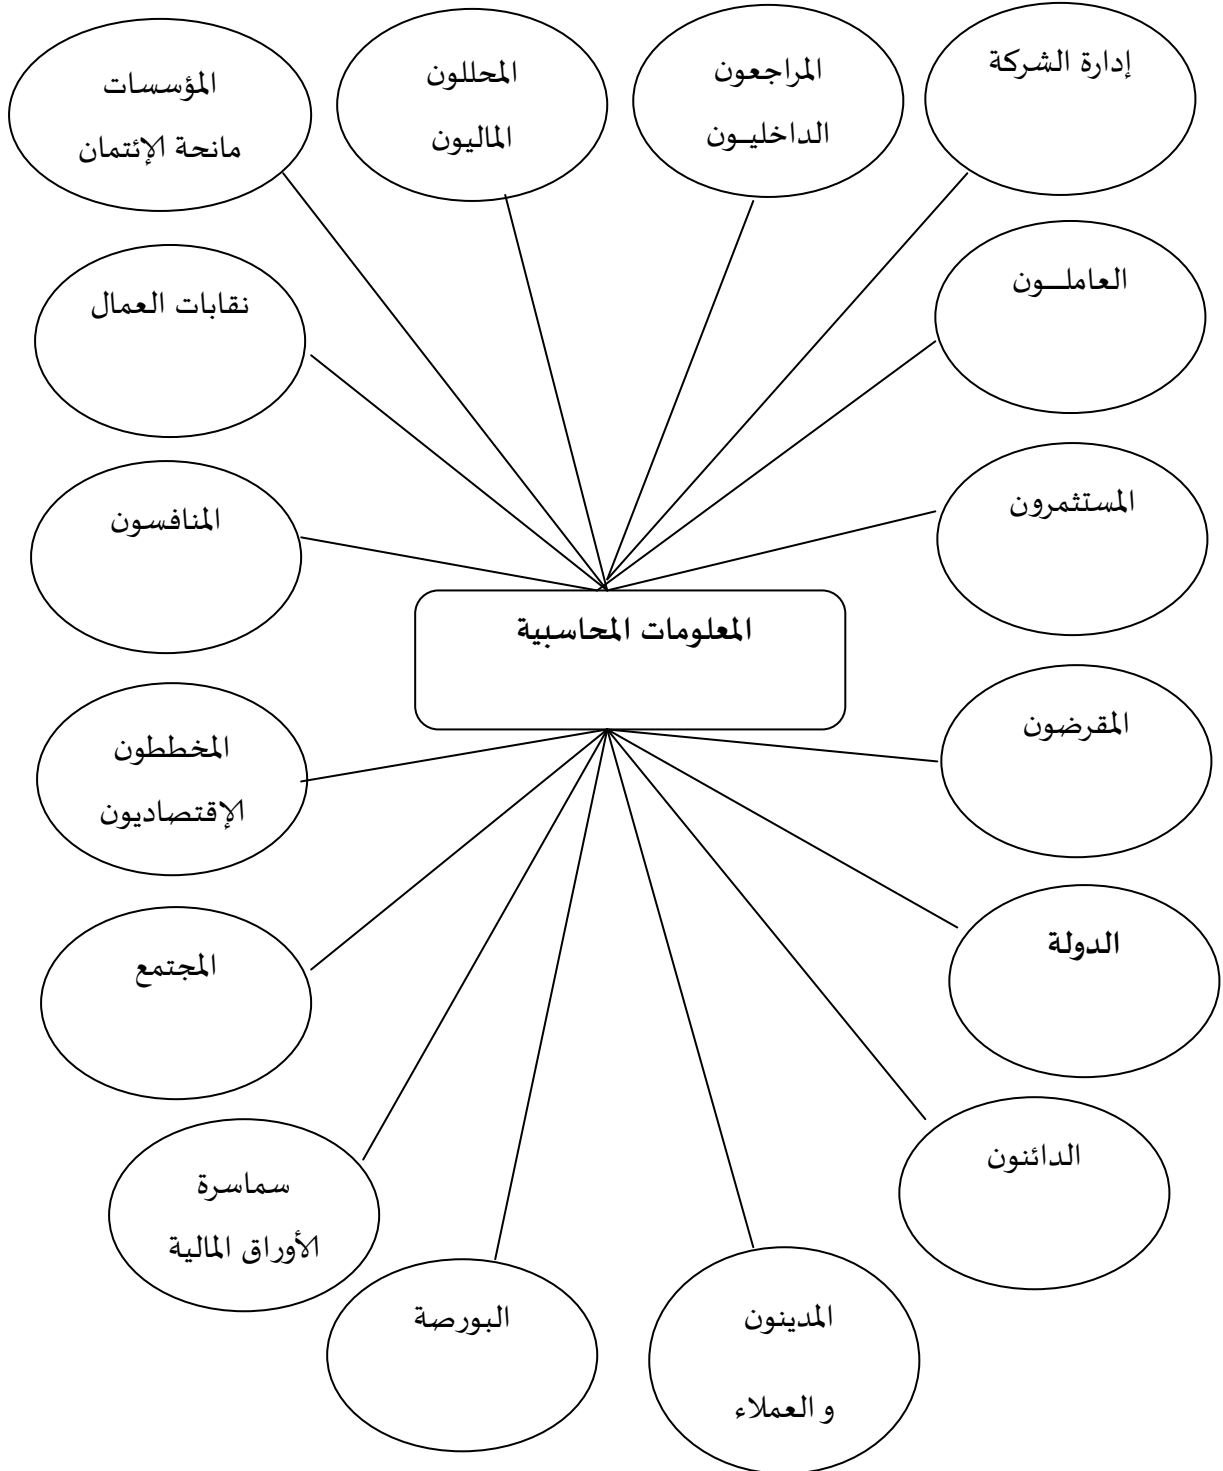 إدارة الشركة
المراجعون
الداخليـون
المحللون
الماليون
المؤسسات
مانحة الإئتمان
العاملــون
نقابات العمال
المستثمرون
المنافسون
المعلومات المحاسبية
المقرضون
المخططون
الإقتصاديون
الدولة
المجتمع
الدائنون
سماسرة
الأوراق المالية
المدينون
و العملاء
البورصة